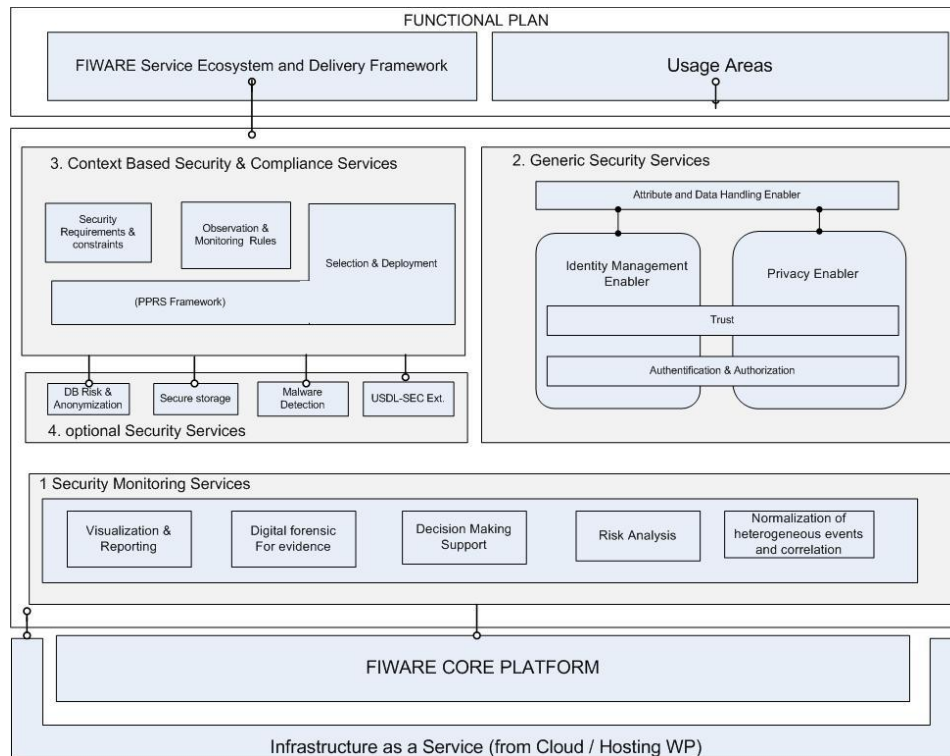 FUNCTIONAL PLAN
FIWARE Service Ecosystem and Delivery Framework
Usage Areas
3. Context Based Security & Compliance Services
Security
Requirements &
constraints
Observation &
Monitoring Rules
Selection & Deployment
(PPRS Framework)
DB Risk &
Anonymization
Secure storage
Malware
Detection
USDL-SEC Ext.
4. optional Security Services
2. Generic Security Services
Attribute and Data Handling Enabler
Identity Management
Enabler
Privacy Enabler
Trust
Authentification & Authorization
1 Security Monitoring Services
Visualization &
Reporting
Digital forensic
For evidence
Decision Making
Support
Risk Analysis
Normalization of
heterogeneous events
and correlation
FIWARE CORE PLATFORM
Infrastructure as a Service (from Cloud / Hosting WP)